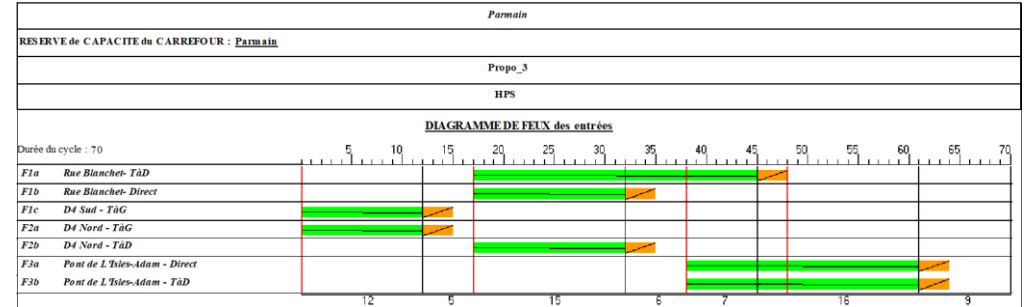 Parmain
RESERVE de CAPACITE du CARREFOUR : Parmain
Propo_3
HPS
DIAGRAMME DE FEUX des entrées
Durée du cycle : 70 5 10 15 20 25 30 35 40 45 50 55 60 65 70
F1a Rue Blanchet- TàD
F1b Rue Blanchet- Direct
F1c D4 Sud - TàG
F2a D4 Nord - TàG
F2b D4 Nord - TàD
F3a Pont de L'Isles-Adam - Direct
F3b Pont de L'Isles-Adam - TàD
12 5 15 6 7 16 9